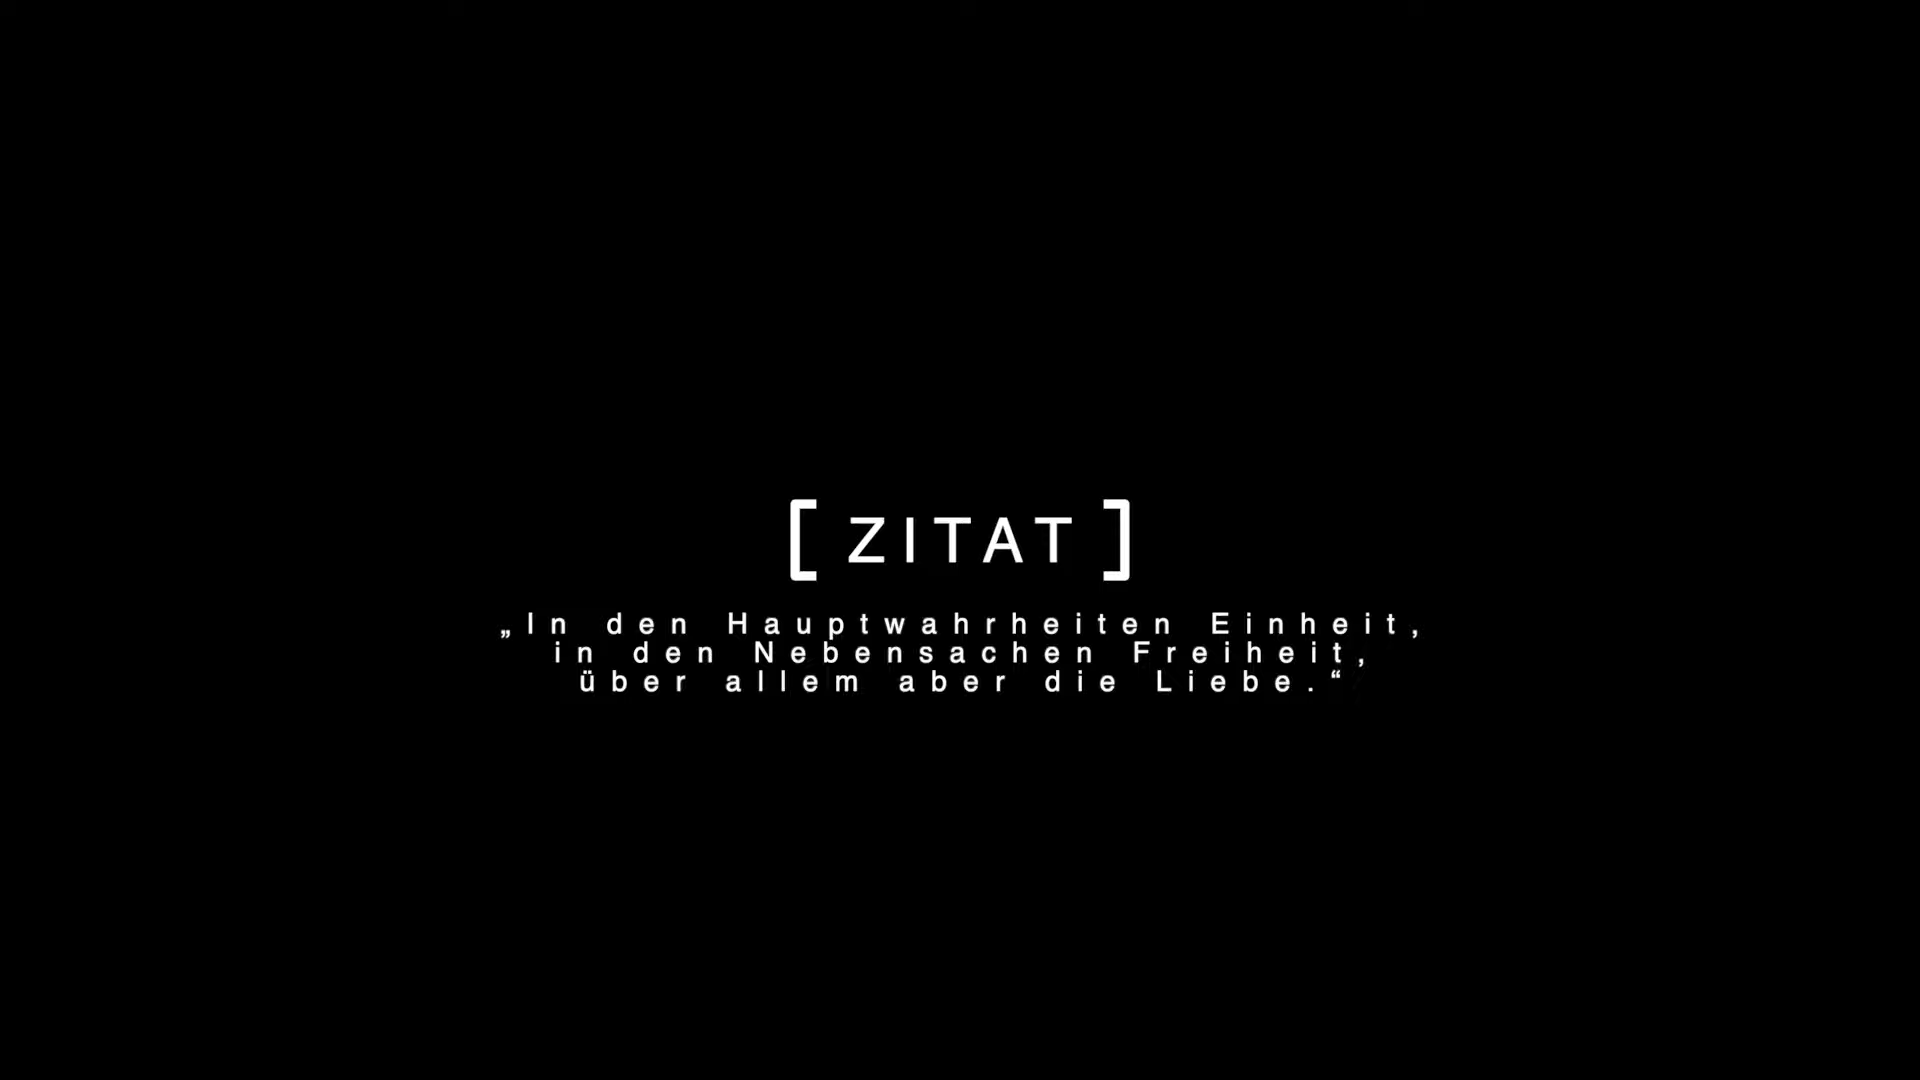 [ ZITAT ]
„In den Hauptwahrheiten Einheit,
in den Nebensachen Freiheit,
über allem aber die Liebe.“